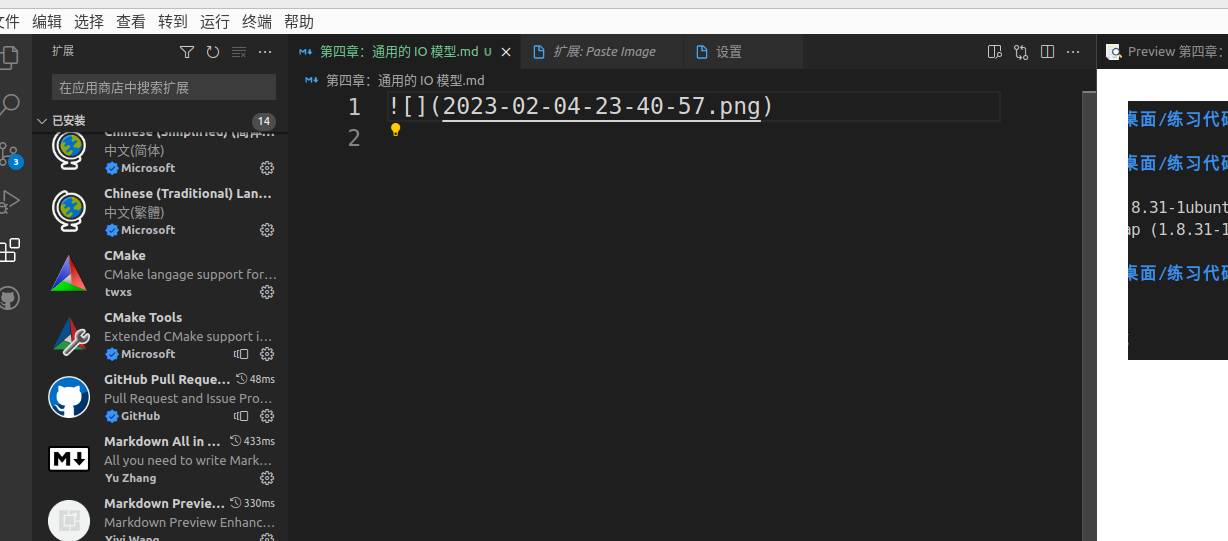 文件 编辑 选择 查看 转到 运行 终端 帮助
扩展
在应用商店中搜索扩展
已安装 14
Chinese (Simplified) (简体...
中文(简体)
Microsoft
Chinese (Traditional) Lan...
中文(繁體)
Microsoft
CMake
CMake langage support for...
twxs
CMake Tools
Extended CMake support i...
Microsoft
GitHub Pull Reque... 48ms
Pull Request and Issue Pro...
GitHub
Markdown All in ... 433ms
All you need to write Mark...
Yu Zhang
Markdown Previe... 330ms
Markdown Preview Enhanc...
Yiyi Wang
3
第四章：通用的 IO 模型.md U
扩展: Paste Image
设置
第四章：通用的 IO 模型.md
1 ![](2023-02-04-23-40-57.png)
2
Preview 第四章：
桌面/练习代码
桌面/练习代码
8.31-1ubunt
ap (1.8.31-1
桌面/练习代码